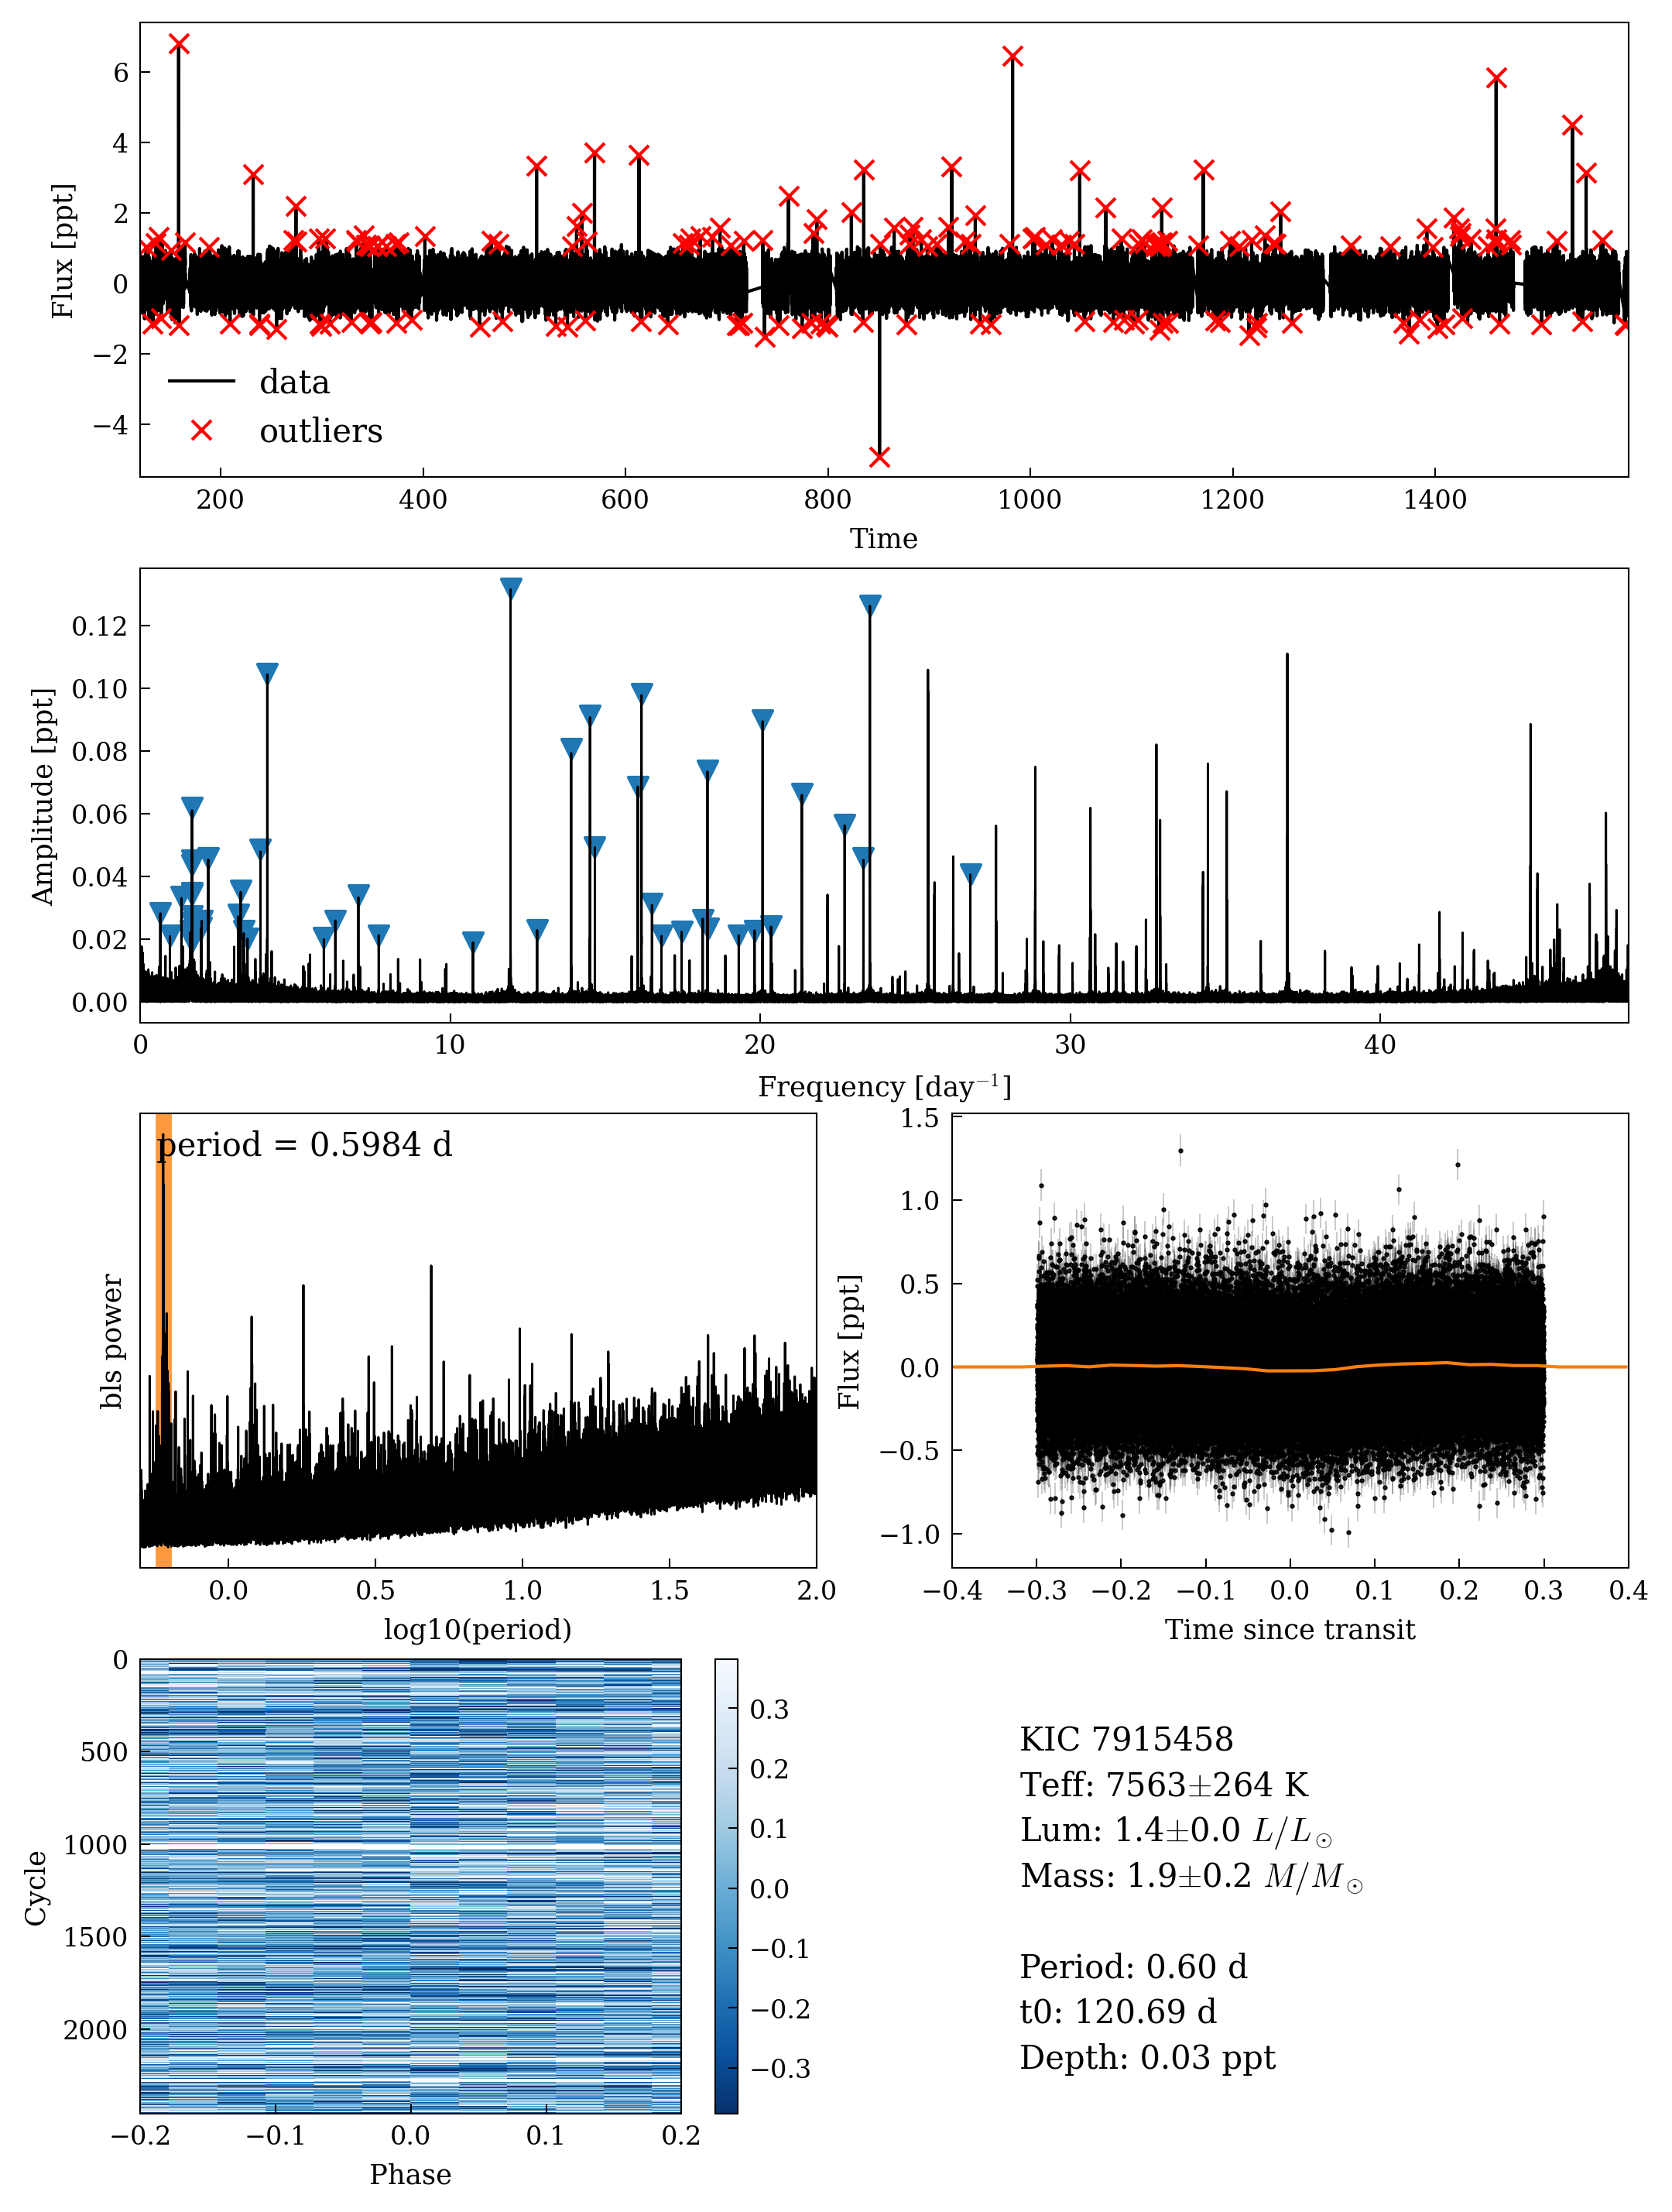 6
4
2
0
−2
−4
Flux [ppt]
data
outliers
200 400 600 800 1000 1200 1400
Time
0.12
0.10
0.08
0.06
0.04
0.02
0.00
Amplitude [ppt]
0 10 20 30 40
Frequency [day⁻¹]
period = 0.5984 d
bls power
0.0 0.5 1.0 1.5 2.0
log10(period)
1.5
1.0
0.5
0.0
−0.5
−1.0
Flux [ppt]
−0.4 −0.3 −0.2 −0.1 0.0 0.1 0.2 0.3 0.4
Time since transit
0
500
1000
1500
2000
Cycle
−0.2 −0.1 0.0 0.1 0.2
Phase
0.3
0.2
0.1
0.0
−0.1
−0.2
−0.3
KIC 7915458
Teff: 7563±264 K
Lum: 1.4±0.0 L/L⊙
Mass: 1.9±0.2 M/M⊙
Period: 0.60 d
t0: 120.69 d
Depth: 0.03 ppt